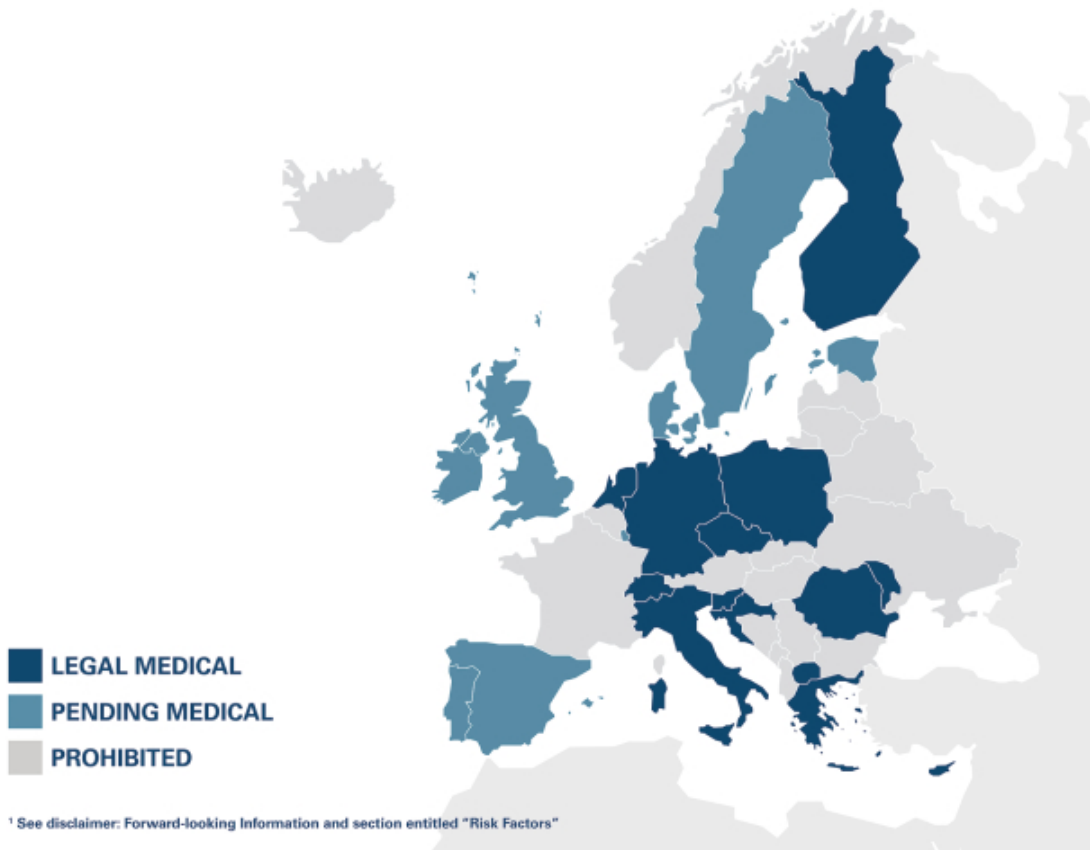 LEGAL MEDICAL
PENDING MEDICAL
PROHIBITED
¹ See disclaimer: Forward-looking Information and section entitled "Risk Factors"